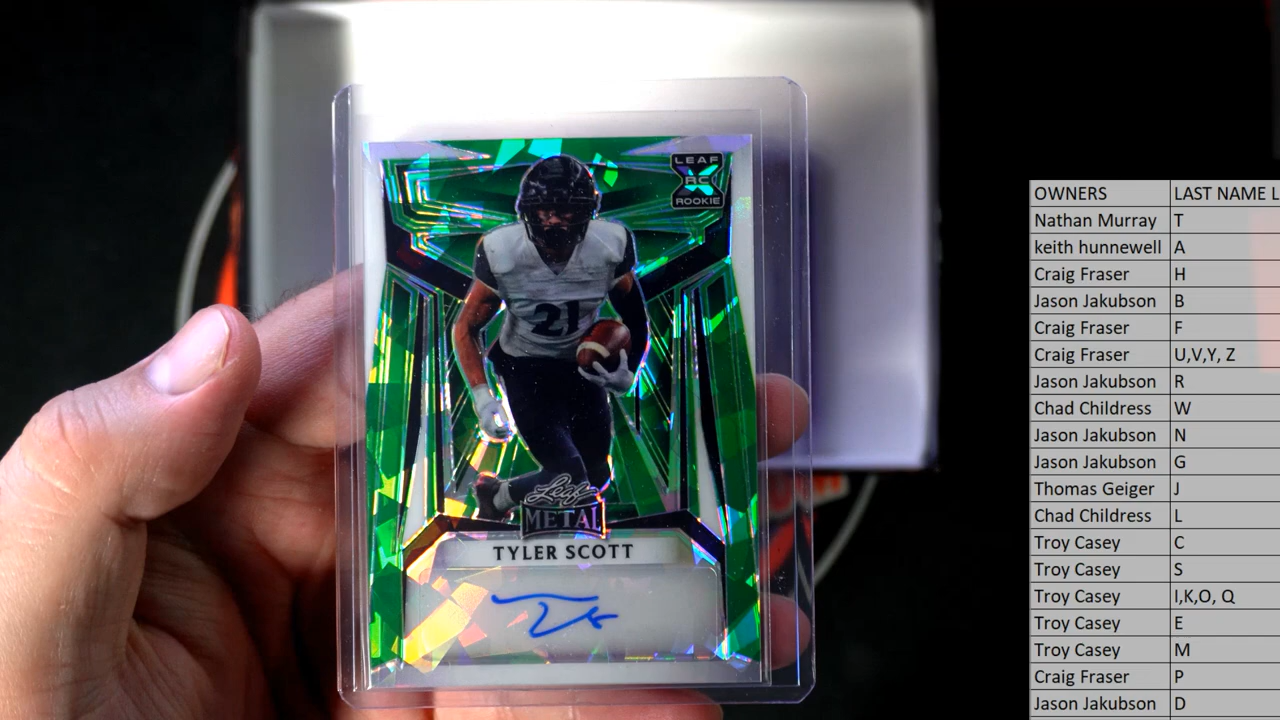 LEAF
RC
ROOKIE
21
Leaf
METAL
TYLER SCOTT
OWNERS LAST NAME L
Nathan Murray T
keith hunnewell A
Craig Fraser H
Jason Jakubson B
Craig Fraser F
Craig Fraser U,V,Y, Z
Jason Jakubson R
Chad Childress W
Jason Jakubson N
Jason Jakubson G
Thomas Geiger J
Chad Childress L
Troy Casey C
Troy Casey S
Troy Casey I,K,O, Q
Troy Casey E
Troy Casey M
Craig Fraser P
Jason Jakubson D